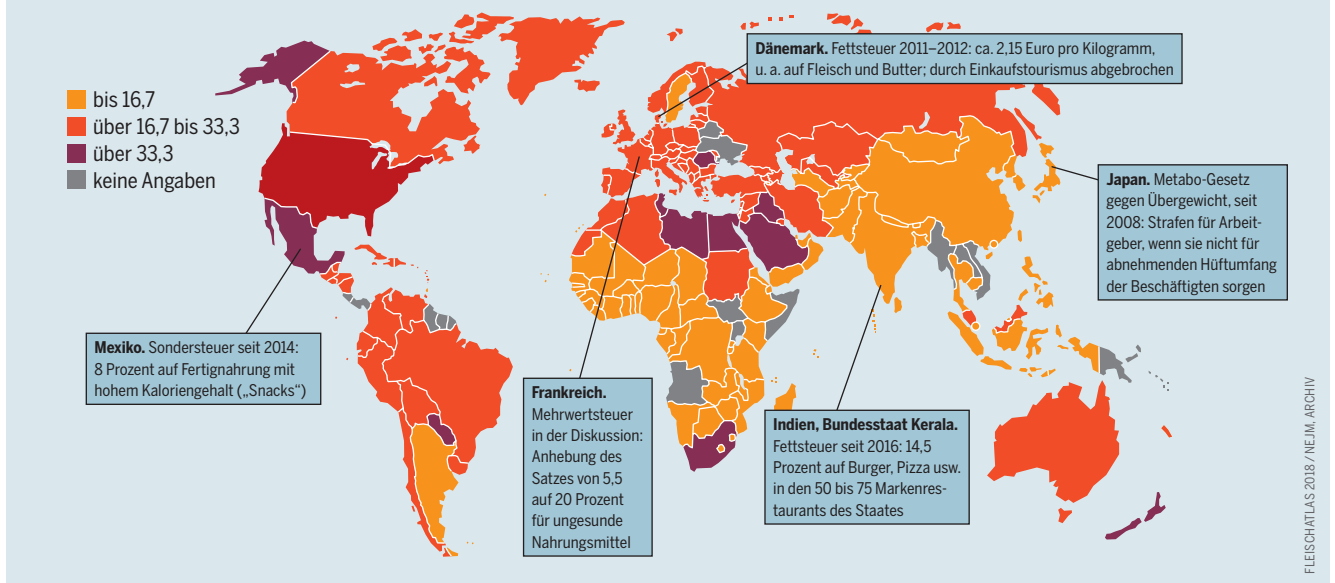 Dänemark. Fettsteuer 2011–2012: ca. 2,15 Euro pro Kilogramm,
u. a. auf Fleisch und Butter; durch Einkaufstourismus abgebrochen
bis 16,7
über 16,7 bis 33,3
über 33,3
keine Angaben
Japan. Metabo-Gesetz
gegen Übergewicht, seit
2008: Strafen für Arbeit-
geber, wenn sie nicht für
abnehmenden Hüftumfang
der Beschäftigten sorgen
Mexiko. Sondersteuer seit 2014:
8 Prozent auf Fertignahrung mit
hohem Kaloriengehalt („Snacks“)
Frankreich.
Mehrwertsteuer
in der Diskussion:
Anhebung des
Satzes von 5,5
auf 20 Prozent
für ungesunde
Nahrungsmittel
Indien, Bundesstaat Kerala.
Fettsteuer seit 2016: 14,5
Prozent auf Burger, Pizza usw.
in den 50 bis 75 Markenres-
taurants des Staates
FLEISCHATLAS 2018 / NEJM, ARCHIV